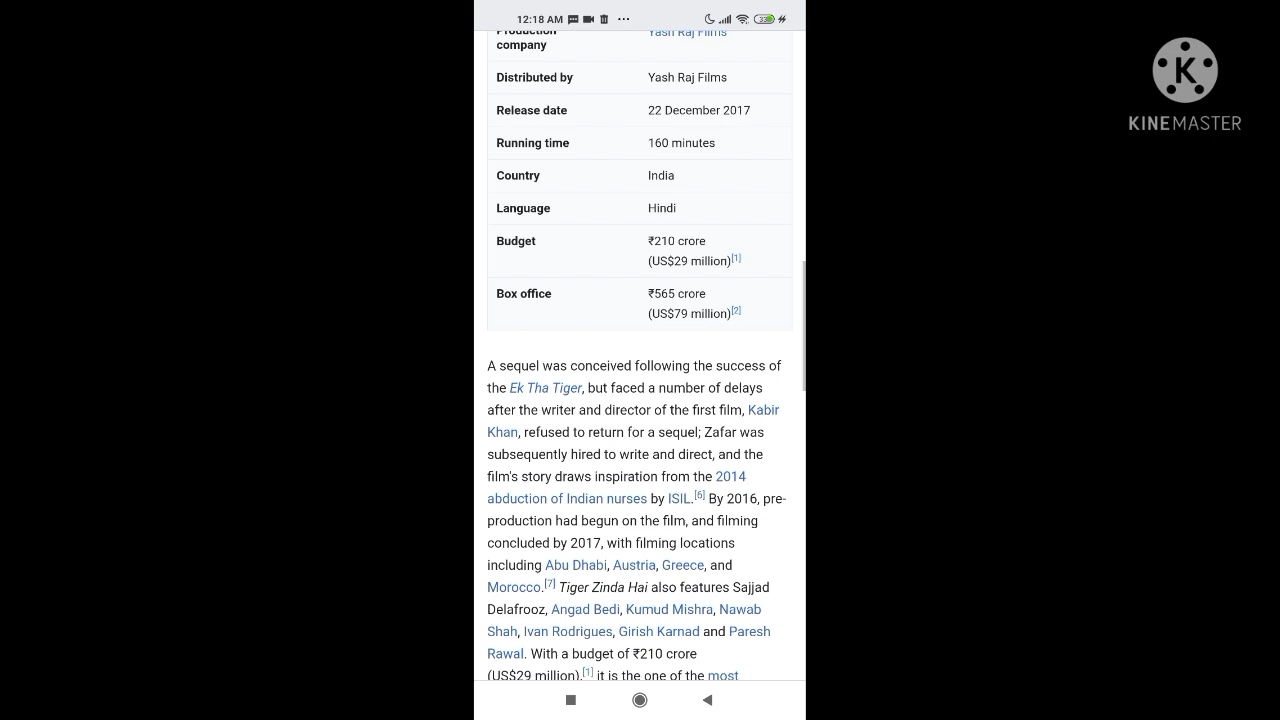 12:18 AM
33
Production
company
Yash Raj Films
Distributed by
Yash Raj Films
Release date
22 December 2017
Running time
160 minutes
Country
India
Language
Hindi
Budget
₹210 crore
(US$29 million)[1]
Box office
₹565 crore
(US$79 million)[2]
A sequel was conceived following the success of
the Ek Tha Tiger, but faced a number of delays
after the writer and director of the first film, Kabir
Khan, refused to return for a sequel; Zafar was
subsequently hired to write and direct, and the
film's story draws inspiration from the 2014
abduction of Indian nurses by ISIL.[6] By 2016, pre-
production had begun on the film, and filming
concluded by 2017, with filming locations
including Abu Dhabi, Austria, Greece, and
Morocco.[7] Tiger Zinda Hai also features Sajjad
Delafrooz, Angad Bedi, Kumud Mishra, Nawab
Shah, Ivan Rodrigues, Girish Karnad and Paresh
Rawal. With a budget of ₹210 crore
(US$29 million),[1] it is the one of the most
K
KINEMASTER